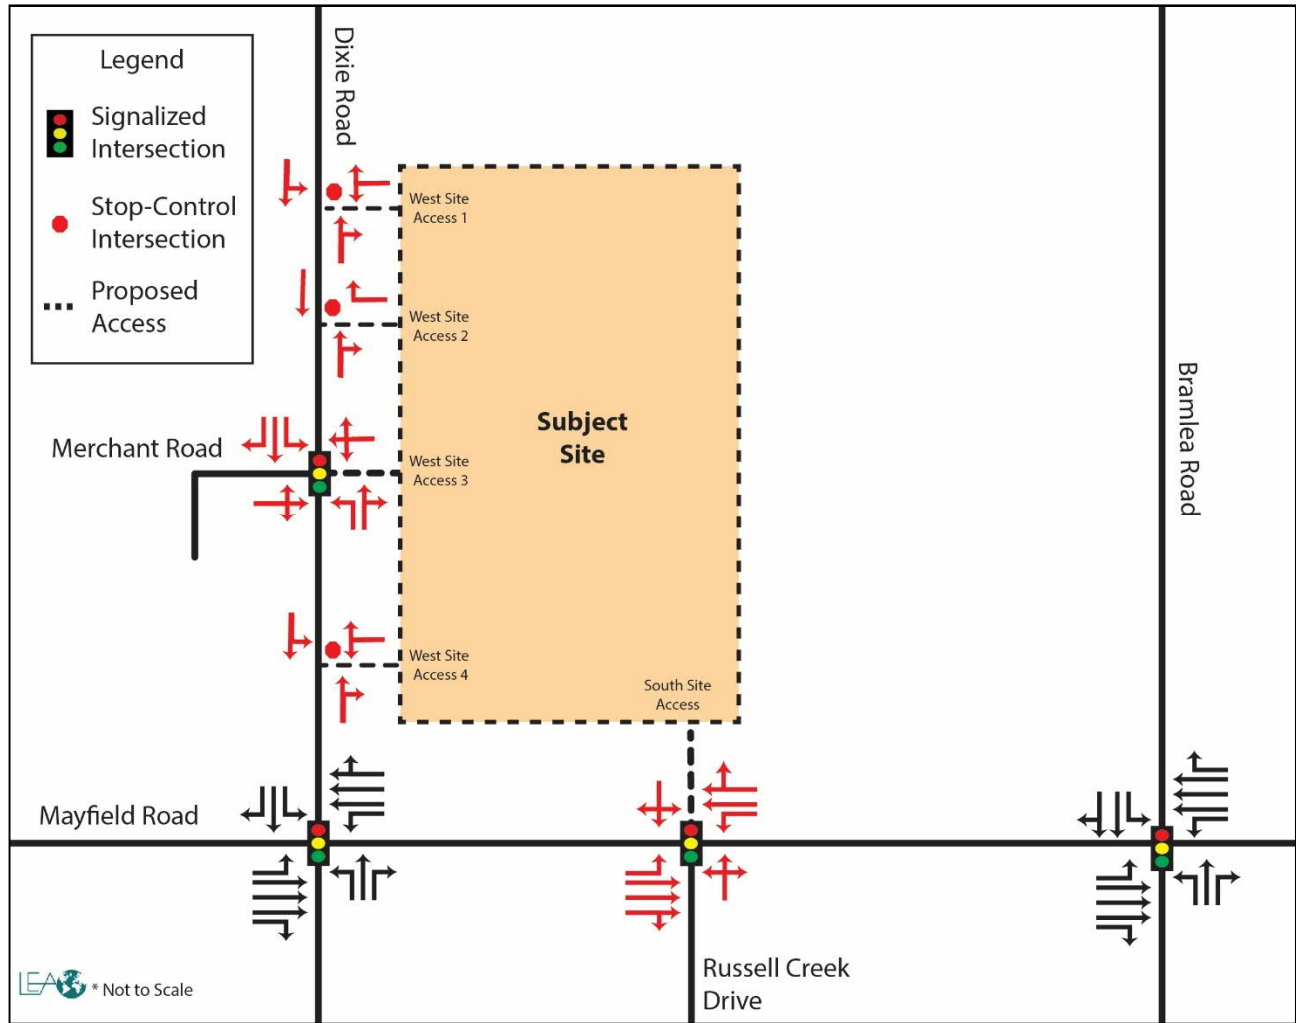 Legend
Signalized
Intersection
Stop-Control
Intersection
Proposed
Access
Dixie Road
West Site
Access 1
West Site
Access 2
Merchant Road
West Site
Access 3
Subject
Site
Bramlea Road
West Site
Access 4
South Site
Access
Mayfield Road
Russell Creek
Drive
LEA
* Not to Scale